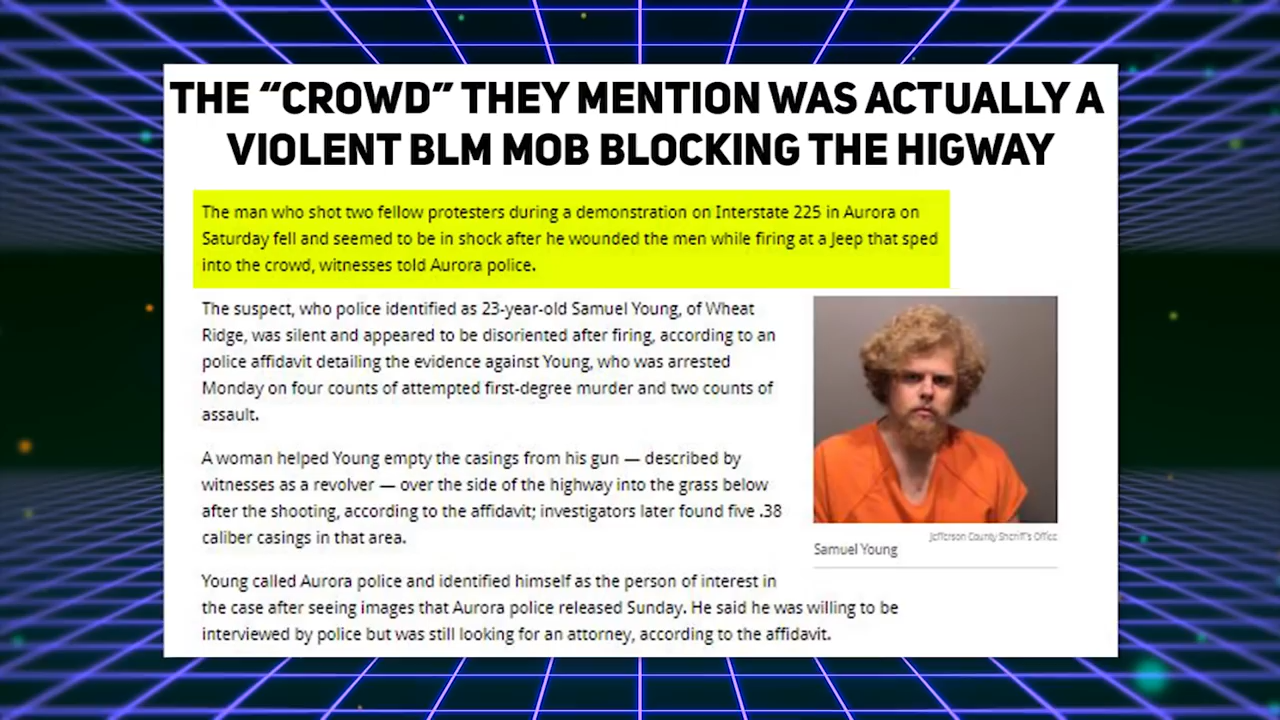 THE “CROWD” THEY MENTION WAS ACTUALLY A
VIOLENT BLM MOB BLOCKING THE HIGWAY
The man who shot two fellow protesters during a demonstration on Interstate 225 in Aurora on
Saturday fell and seemed to be in shock after he wounded the men while firing at a Jeep that sped
into the crowd, witnesses told Aurora police.
The suspect, who police identified as 23-year-old Samuel Young, of Wheat
Ridge, was silent and appeared to be disoriented after firing, according to an
police affidavit detailing the evidence against Young, who was arrested
Monday on four counts of attempted first-degree murder and two counts of
assault.
A woman helped Young empty the casings from his gun — described by
witnesses as a revolver — over the side of the highway into the grass below
after the shooting, according to the affidavit; investigators later found five .38
caliber casings in that area.
Jefferson County Sheriff's Office
Samuel Young
Young called Aurora police and identified himself as the person of interest in
the case after seeing images that Aurora police released Sunday. He said he was willing to be
interviewed by police but was still looking for an attorney, according to the affidavit.